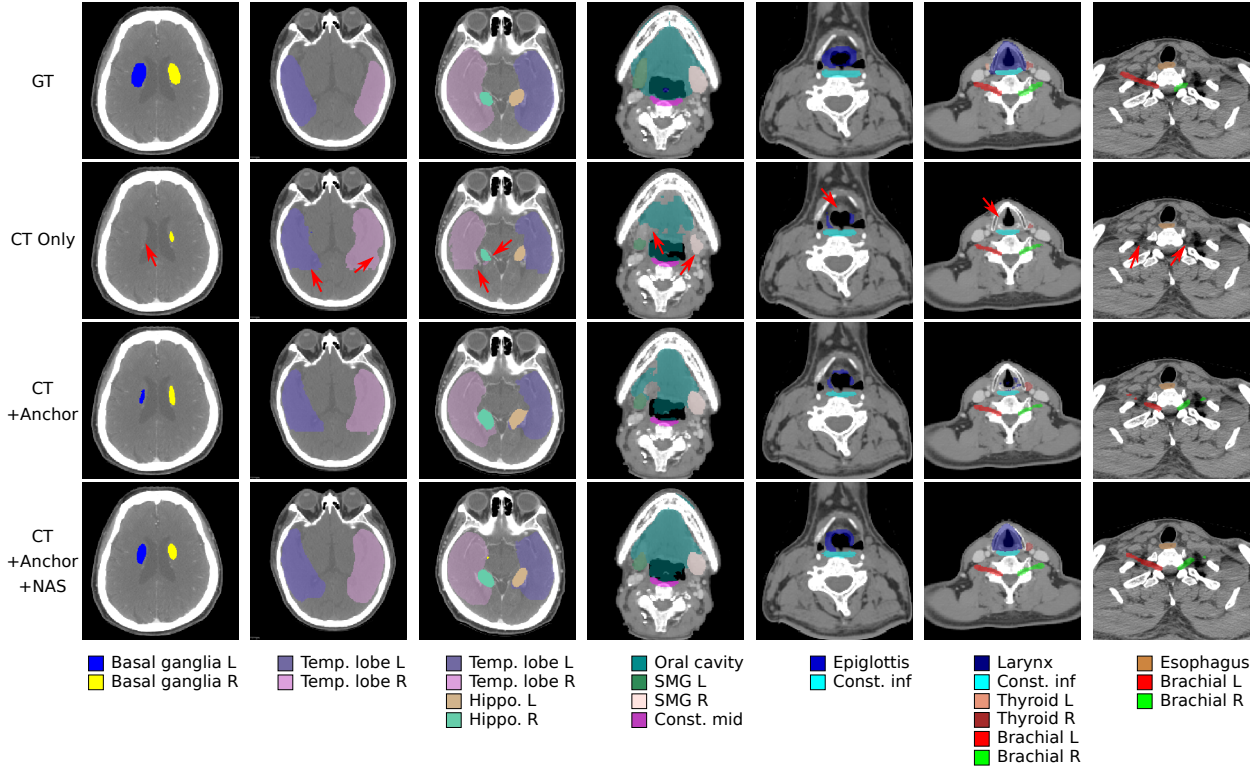 GT
CT Only
CT
+Anchor
CT
+Anchor
+NAS
Basal ganglia L
Basal ganglia R
Temp. lobe L
Temp. lobe R
Temp. lobe L
Temp. lobe R
Hippo. L
Hippo. R
Oral cavity
SMG L
SMG R
Const. mid
Epiglottis
Const. inf
Larynx
Const. inf
Thyroid L
Thyroid R
Brachial L
Brachial R
Esophagus
Brachial L
Brachial R